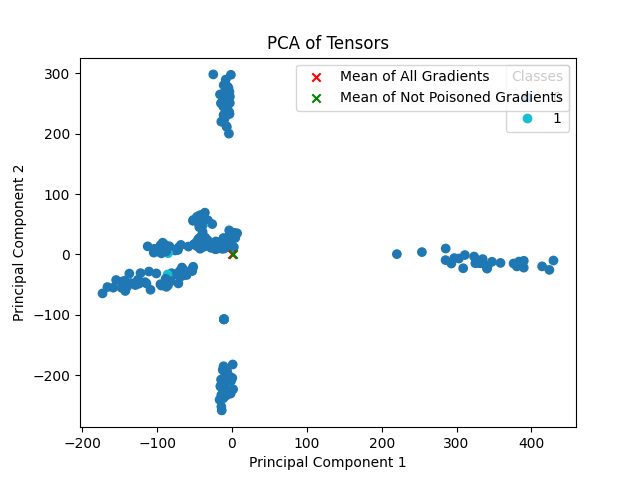 PCA of Tensors
Mean of All Gradients
Mean of Not Poisoned Gradients
Classes
1
300
200
100
0
−100
−200
−200
−100
0
100
200
300
400
Principal Component 1
Principal Component 2